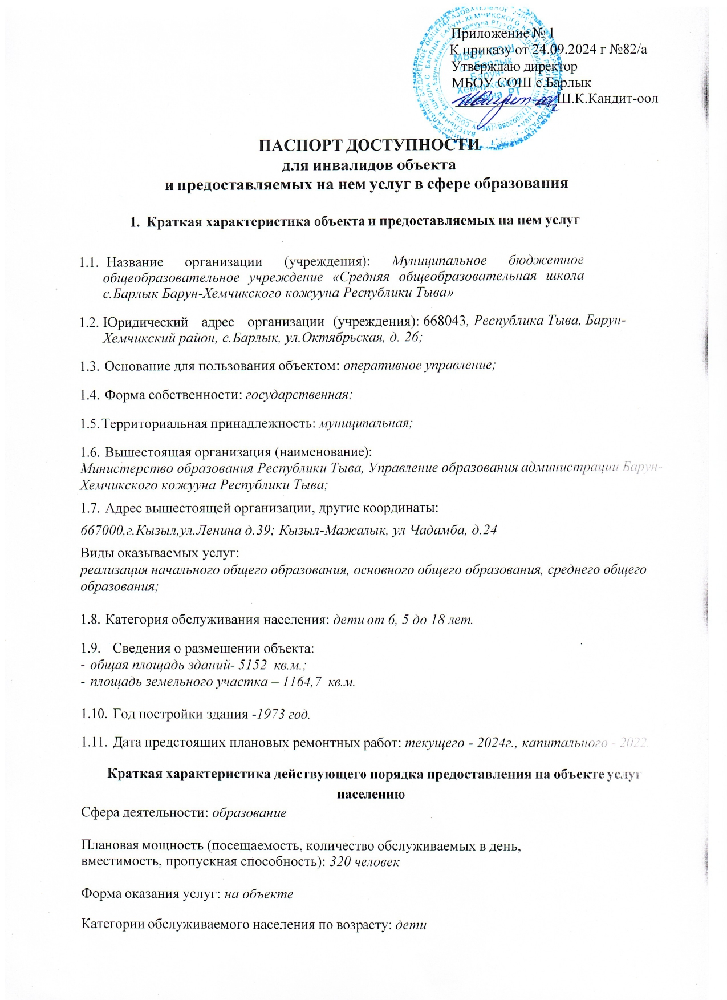 Приложение № 1
К приказу от 24.09.2024 г №82/а
Утверждаю директор
МБОУ СОШ с.Барлык
Ш.К.Кандит-оол
МБОУ СОШ
с. Барлык
Барун-
Хемчикского
кожууна РТ
ПАСПОРТ ДОСТУПНОСТИ
для инвалидов объекта
и предоставляемых на нем услуг в сфере образования
1. Краткая характеристика объекта и предоставляемых на нем услуг
1.1. Название организации (учреждения): Муниципальное бюджетное
общеобразовательное учреждение «Средняя общеобразовательная школа
с.Барлык Барун-Хемчикского кожууна Республики Тыва»
1.2. Юридический адрес организации (учреждения): 668043, Республика Тыва, Барун-
Хемчикский район, с.Барлык, ул.Октябрьская, д. 26;
1.3. Основание для пользования объектом: оперативное управление;
1.4. Форма собственности: государственная;
1.5. Территориальная принадлежность: муниципальная;
1.6. Вышестоящая организация (наименование):
Министерство образования Республики Тыва, Управление образования администрации Барун-
Хемчикского кожууна Республики Тыва;
1.7. Адрес вышестоящей организации, другие координаты:
667000,г.Кызыл,ул.Ленина д.39; Кызыл-Мажалык, ул Чадамба, д.24
Виды оказываемых услуг:
реализация начального общего образования, основного общего образования, среднего общего
образования;
1.8. Категория обслуживания населения: дети от 6, 5 до 18 лет.
1.9. Сведения о размещении объекта:
- общая площадь зданий- 5152 кв.м.;
- площадь земельного участка – 1164,7 кв.м.
1.10. Год постройки здания -1973 год.
1.11. Дата предстоящих плановых ремонтных работ: текущего - 2024г., капитального - 2022.
Краткая характеристика действующего порядка предоставления на объекте услуг
населению
Сфера деятельности: образование
Плановая мощность (посещаемость, количество обслуживаемых в день,
вместимость, пропускная способность): 320 человек
Форма оказания услуг: на объекте
Категории обслуживаемого населения по возрасту: дети